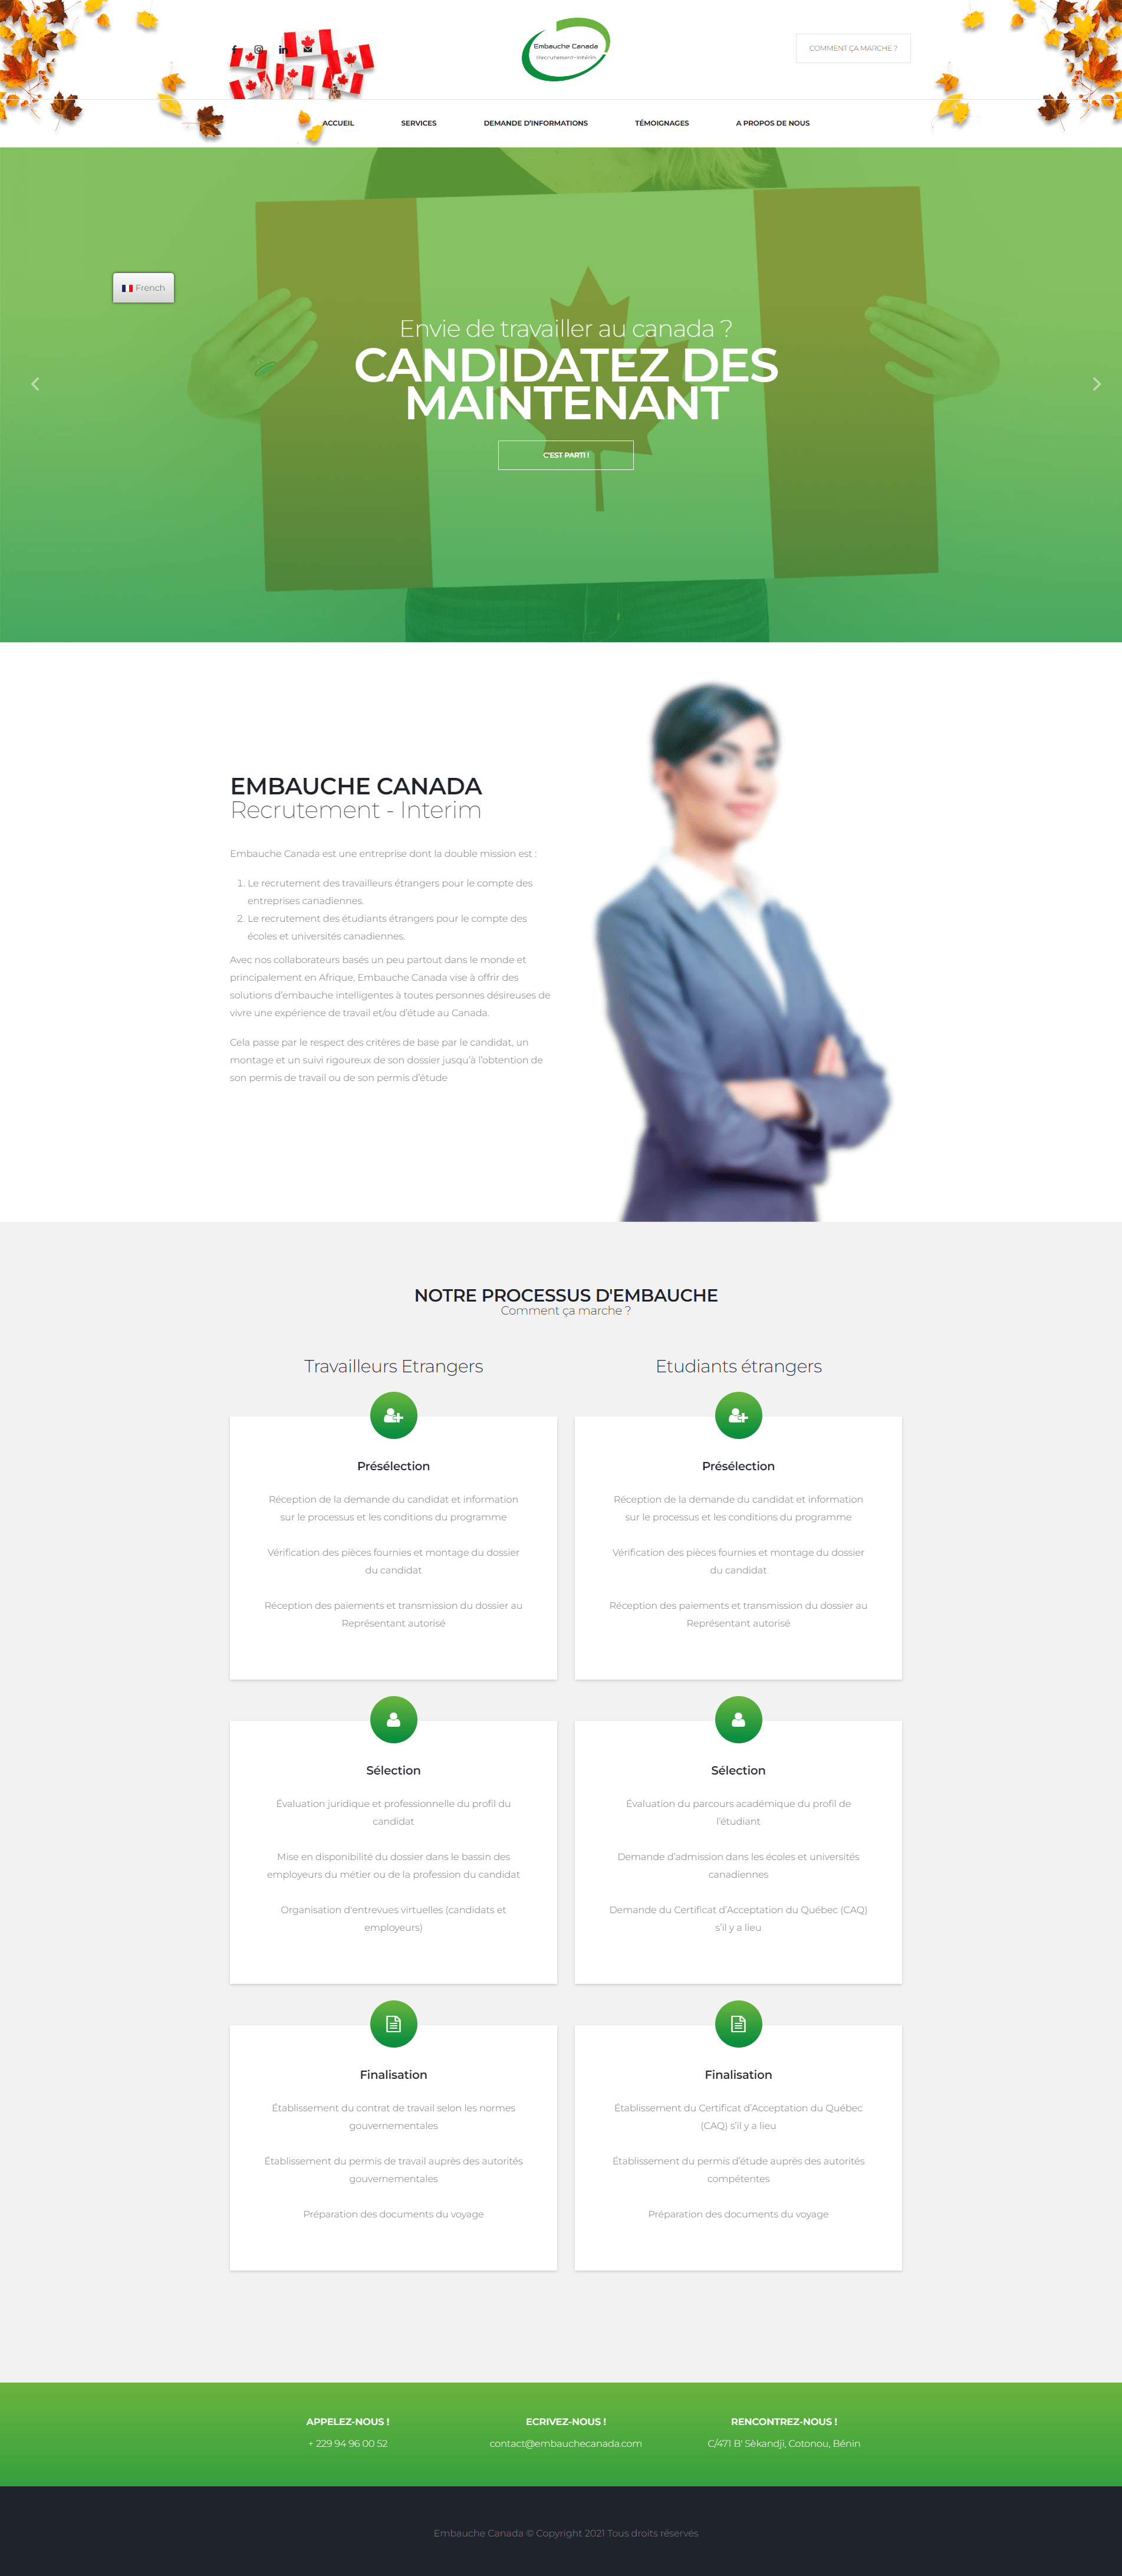 Embauche Canada
Recrutement-Intérim
COMMENT ÇA MARCHE ?
ACCUEIL
SERVICES
DEMANDE D'INFORMATIONS
TÉMOIGNAGES
A PROPOS DE NOUS
French
Envie de travailler au canada ?
CANDIDATEZ DES
MAINTENANT
C'EST PARTI !
EMBAUCHE CANADA
Recrutement - Interim
Embauche Canada est une entreprise dont la double mission est :
1. Le recrutement des travailleurs étrangers pour le compte des
entreprises canadiennes.
2. Le recrutement des étudiants étrangers pour le compte des
écoles et universités canadiennes.
Avec nos collaborateurs basés un peu partout dans le monde et
principalement en Afrique, Embauche Canada vise à offrir des
solutions d'embauche intelligentes à toutes personnes désireuses de
vivre une expérience de travail et/ou d'étude au Canada.
Cela passe par le respect des critères de base par le candidat, un
montage et un suivi rigoureux de son dossier jusqu'à l'obtention de
son permis de travail ou de son permis d'étude
NOTRE PROCESSUS D'EMBAUCHE
Comment ça marche ?
Travailleurs Etrangers
Présélection
Réception de la demande du candidat et information
sur le processus et les conditions du programme
Vérification des pièces fournies et montage du dossier
du candidat
Réception des paiements et transmission du dossier au
Représentant autorisé
Sélection
Évaluation juridique et professionnelle du profil du
candidat
Mise en disponibilité du dossier dans le bassin des
employeurs du métier ou de la profession du candidat
Organisation d'entrevues virtuelles (candidats et
employeurs)
Finalisation
Établissement du contrat de travail selon les normes
gouvernementales
Établissement du permis de travail auprès des autorités
gouvernementales
Préparation des documents du voyage
Etudiants étrangers
Présélection
Réception de la demande du candidat et information
sur le processus et les conditions du programme
Vérification des pièces fournies et montage du dossier
du candidat
Réception des paiements et transmission du dossier au
Représentant autorisé
Sélection
Évaluation du parcours académique du profil de
l'étudiant
Demande d'admission dans les écoles et universités
canadiennes
Demande du Certificat d'Acceptation du Québec (CAQ)
s'il y a lieu
Finalisation
Établissement du Certificat d'Acceptation du Québec
(CAQ) s'il y a lieu
Établissement du permis d'étude auprès des autorités
compétentes
Préparation des documents du voyage
APPELEZ-NOUS !
+ 229 94 96 00 52
ECRIVEZ-NOUS !
contact@embauchecanada.com
RENCONTREZ-NOUS !
C/471 B' Sèkandji, Cotonou, Bénin
Embauche Canada © Copyright 2021 Tous droits réservés